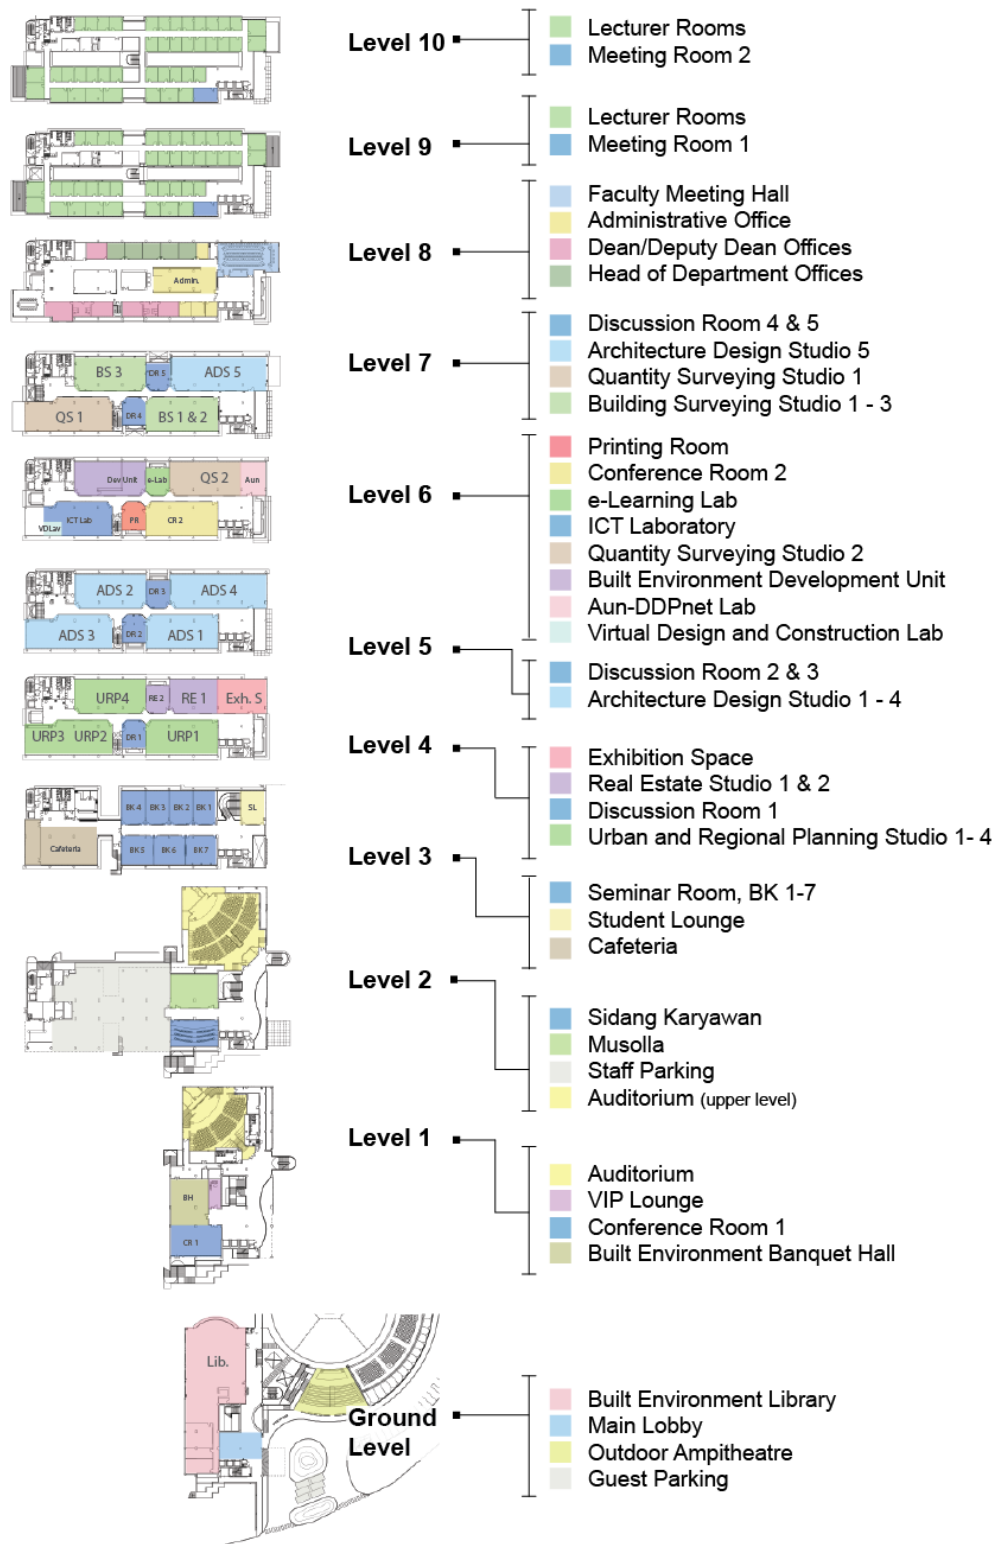 Level 10
Lecturer Rooms
Meeting Room 2
Level 9
Lecturer Rooms
Meeting Room 1
Level 8
Faculty Meeting Hall
Administrative Office
Dean/Deputy Dean Offices
Head of Department Offices
Admin.
Level 7
Discussion Room 4 & 5
Architecture Design Studio 5
Quantity Surveying Studio 1
Building Surveying Studio 1 - 3
BS 3
DR 5
ADS 5
QS 1
DR 4
BS 1 & 2
Level 6
Printing Room
Conference Room 2
e-Learning Lab
ICT Laboratory
Quantity Surveying Studio 2
Built Environment Development Unit
Aun-DDPnet Lab
Virtual Design and Construction Lab
Dev Unit
e-Lab
QS 2
Aun
VDLav
ICT Lab
PR
CR 2
Level 5
Discussion Room 2 & 3
Architecture Design Studio 1 - 4
ADS 2
DR 3
ADS 4
ADS 3
DR 2
ADS 1
Level 4
Exhibition Space
Real Estate Studio 1 & 2
Discussion Room 1
Urban and Regional Planning Studio 1- 4
URP4
RE 2
RE 1
Exh. S
URP3
URP2
DR 1
URP1
Level 3
Seminar Room, BK 1-7
Student Lounge
Cafeteria
BK 4
BK 3
BK 2
BK 1
SL
Cafeteria
BK 5
BK 6
BK 7
Level 2
Sidang Karyawan
Musolla
Staff Parking
Auditorium (upper level)
Level 1
Auditorium
VIP Lounge
Conference Room 1
Built Environment Banquet Hall
BH
CR 1
Ground
Level
Built Environment Library
Main Lobby
Outdoor Ampitheatre
Guest Parking
Lib.